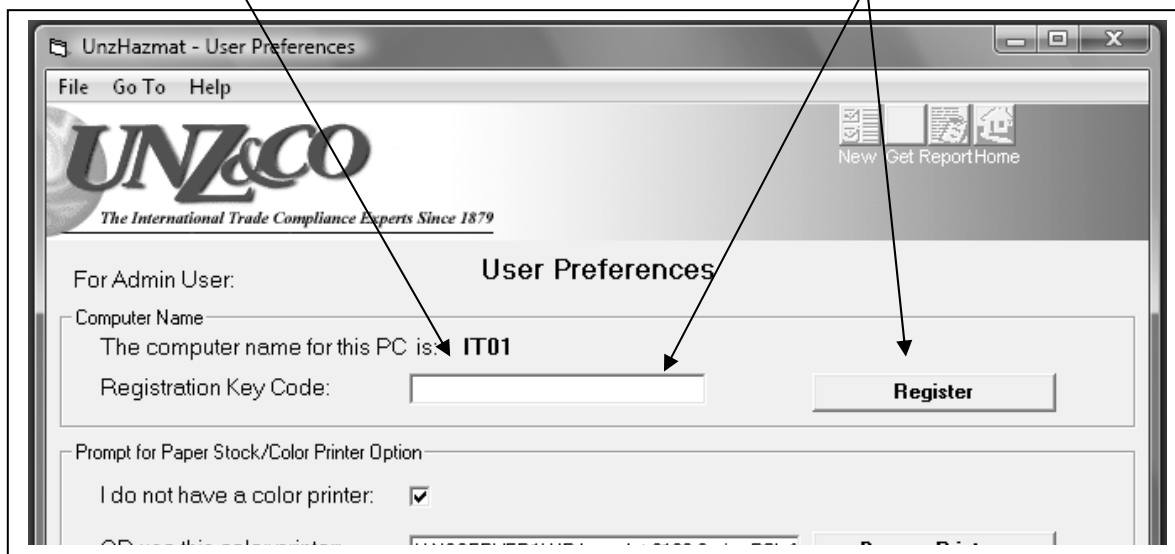 UnzHazmat - User Preferences
File Go To Help
UNZ&CO
New Get Report Home
The International Trade Compliance Experts Since 1879
User Preferences
For Admin User:
Computer Name
The computer name for this PC is: IT01
Registration Key Code:
Register
Prompt for Paper Stock/Color Printer Option
I do not have a color printer: